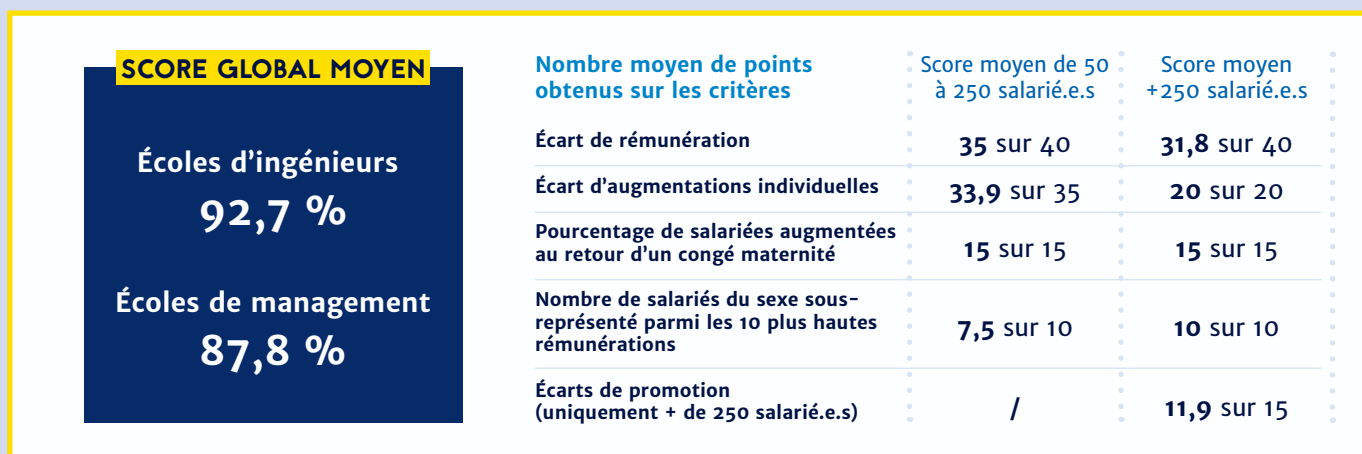 SCORE GLOBAL MOYEN
Écoles d'ingénieurs
92,7 %
Écoles de management
87,8 %
Nombre moyen de points
obtenus sur les critères
Score moyen de 50
à 250 salarié.e.s
Score moyen
+250 salarié.e.s
Écart de rémunération
35 sur 40
31,8 sur 40
Écart d'augmentations individuelles
33,9 sur 35
20 sur 20
Pourcentage de salariées augmentées
au retour d'un congé maternité
15 sur 15
15 sur 15
Nombre de salariés du sexe sous-
représenté parmi les 10 plus hautes
rémunérations
7,5 sur 10
10 sur 10
Écarts de promotion
(uniquement + de 250 salarié.e.s)
/
11,9 sur 15